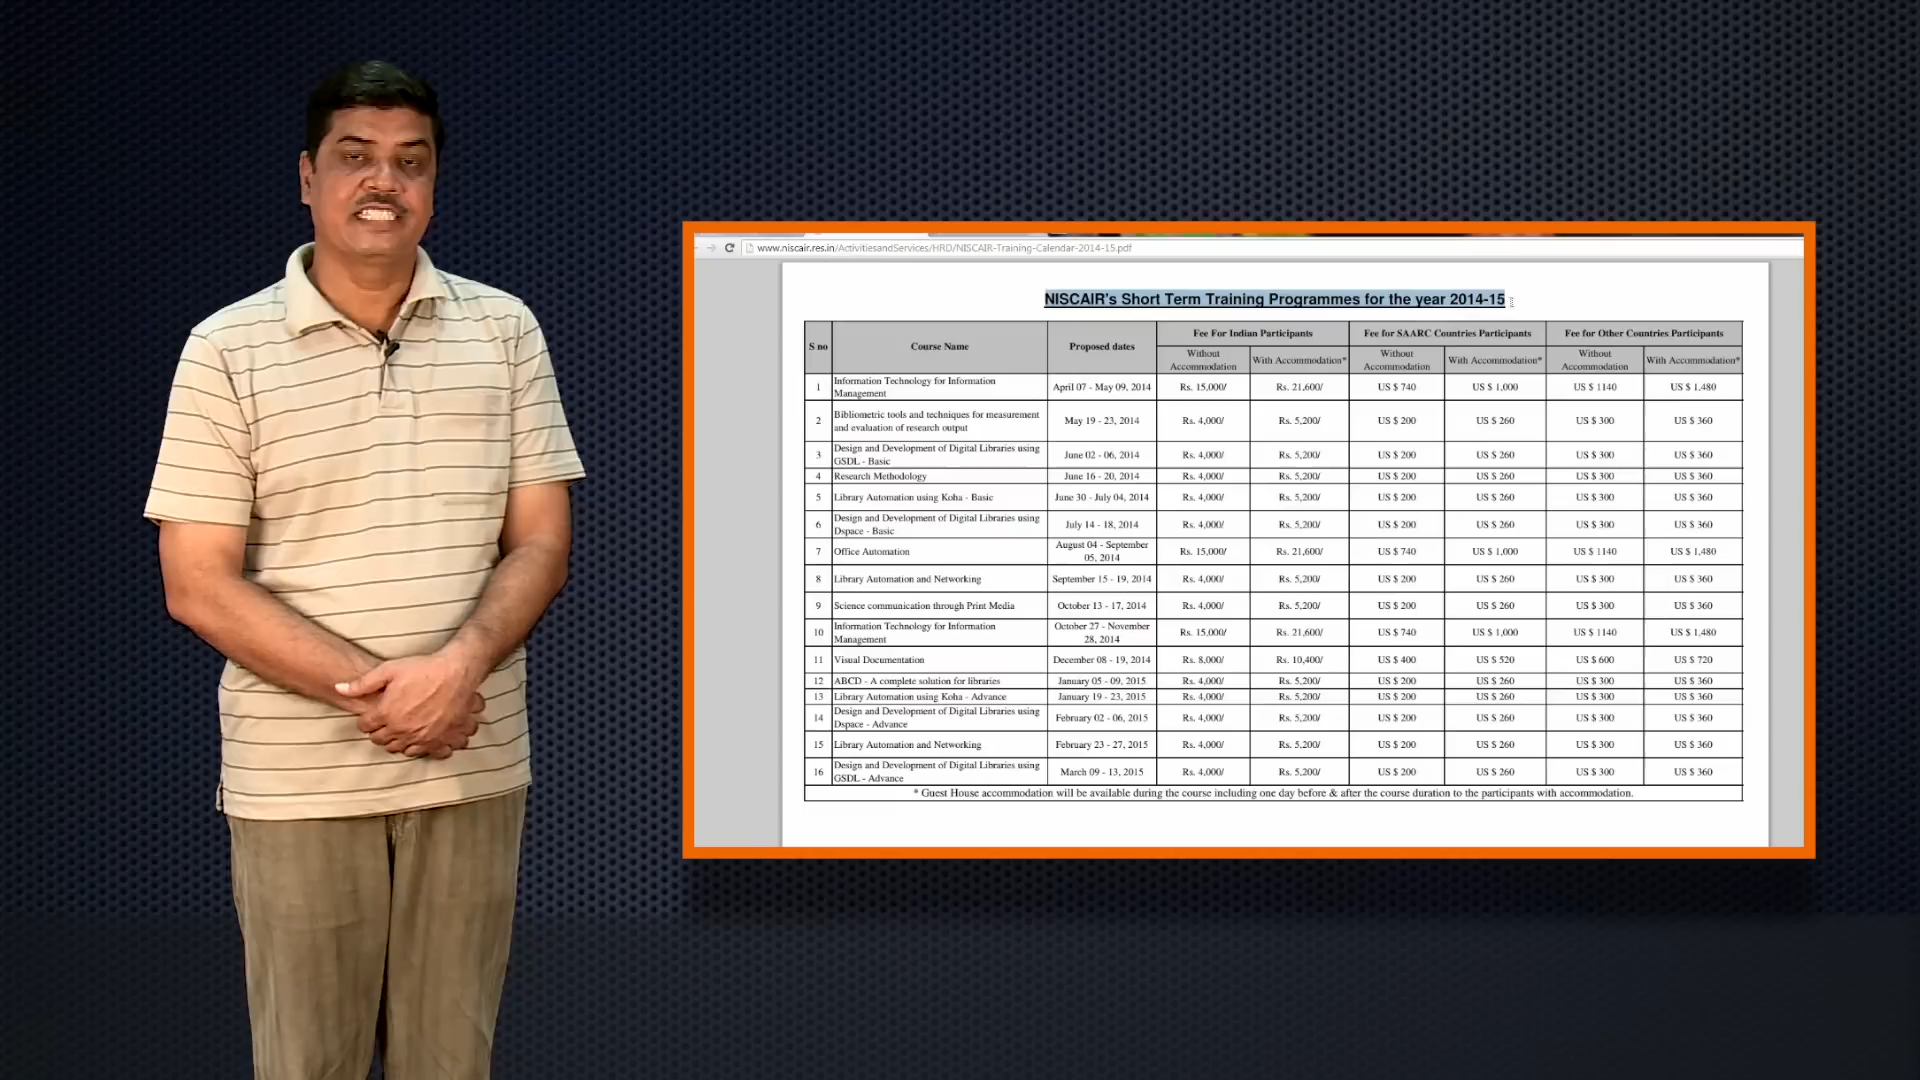 www.niscair.res.in/ActivitiesandServices/HRD/NISCAIR-Training-Calendar-2014-15.pdf
NISCAIR's Short Term Training Programmes for the year 2014-15
S no Course Name Proposed dates Fee For Indian Participants Fee for SAARC Countries Participants Fee for Other Countries Participants
Without Accommodation With Accommodation* Without Accommodation With Accommodation* Without Accommodation With Accommodation*
1 Information Technology for Information Management April 07 - May 09, 2014 Rs. 15,000/ Rs. 21,600/ US $ 740 US $ 1,000 US $ 1140 US $ 1,480
2 Bibliometric tools and techniques for measurement and evaluation of research output May 19 - 23, 2014 Rs. 4,000/ Rs. 5,200/ US $ 200 US $ 260 US $ 300 US $ 360
3 Design and Development of Digital Libraries using GSDL - Basic June 02 - 06, 2014 Rs. 4,000/ Rs. 5,200/ US $ 200 US $ 260 US $ 300 US $ 360
4 Research Methodology June 16 - 20, 2014 Rs. 4,000/ Rs. 5,200/ US $ 200 US $ 260 US $ 300 US $ 360
5 Library Automation using Koha - Basic June 30 - July 04, 2014 Rs. 4,000/ Rs. 5,200/ US $ 200 US $ 260 US $ 300 US $ 360
6 Design and Development of Digital Libraries using Dspace - Basic July 14 - 18, 2014 Rs. 4,000/ Rs. 5,200/ US $ 200 US $ 260 US $ 300 US $ 360
7 Office Automation August 04 - September 05, 2014 Rs. 15,000/ Rs. 21,600/ US $ 740 US $ 1,000 US $ 1140 US $ 1,480
8 Library Automation and Networking September 15 - 19, 2014 Rs. 4,000/ Rs. 5,200/ US $ 200 US $ 260 US $ 300 US $ 360
9 Science communication through Print Media October 13 - 17, 2014 Rs. 4,000/ Rs. 5,200/ US $ 200 US $ 260 US $ 300 US $ 360
10 Information Technology for Information Management October 27 - November 28, 2014 Rs. 15,000/ Rs. 21,600/ US $ 740 US $ 1,000 US $ 1140 US $ 1,480
11 Visual Documentation December 08 - 19, 2014 Rs. 8,000/ Rs. 10,400/ US $ 400 US $ 520 US $ 600 US $ 720
12 ABCD - A complete solution for libraries January 05 - 09, 2015 Rs. 4,000/ Rs. 5,200/ US $ 200 US $ 260 US $ 300 US $ 360
13 Library Automation using Koha - Advance January 19 - 23, 2015 Rs. 4,000/ Rs. 5,200/ US $ 200 US $ 260 US $ 300 US $ 360
14 Design and Development of Digital Libraries using Dspace - Advance February 02 - 06, 2015 Rs. 4,000/ Rs. 5,200/ US $ 200 US $ 260 US $ 300 US $ 360
15 Library Automation and Networking February 23 - 27, 2015 Rs. 4,000/ Rs. 5,200/ US $ 200 US $ 260 US $ 300 US $ 360
16 Design and Development of Digital Libraries using GSDL - Advance March 09 - 13, 2015 Rs. 4,000/ Rs. 5,200/ US $ 200 US $ 260 US $ 300 US $ 360
* Guest House accommodation will be available during the course including one day before & after the course duration to the participants with accommodation.